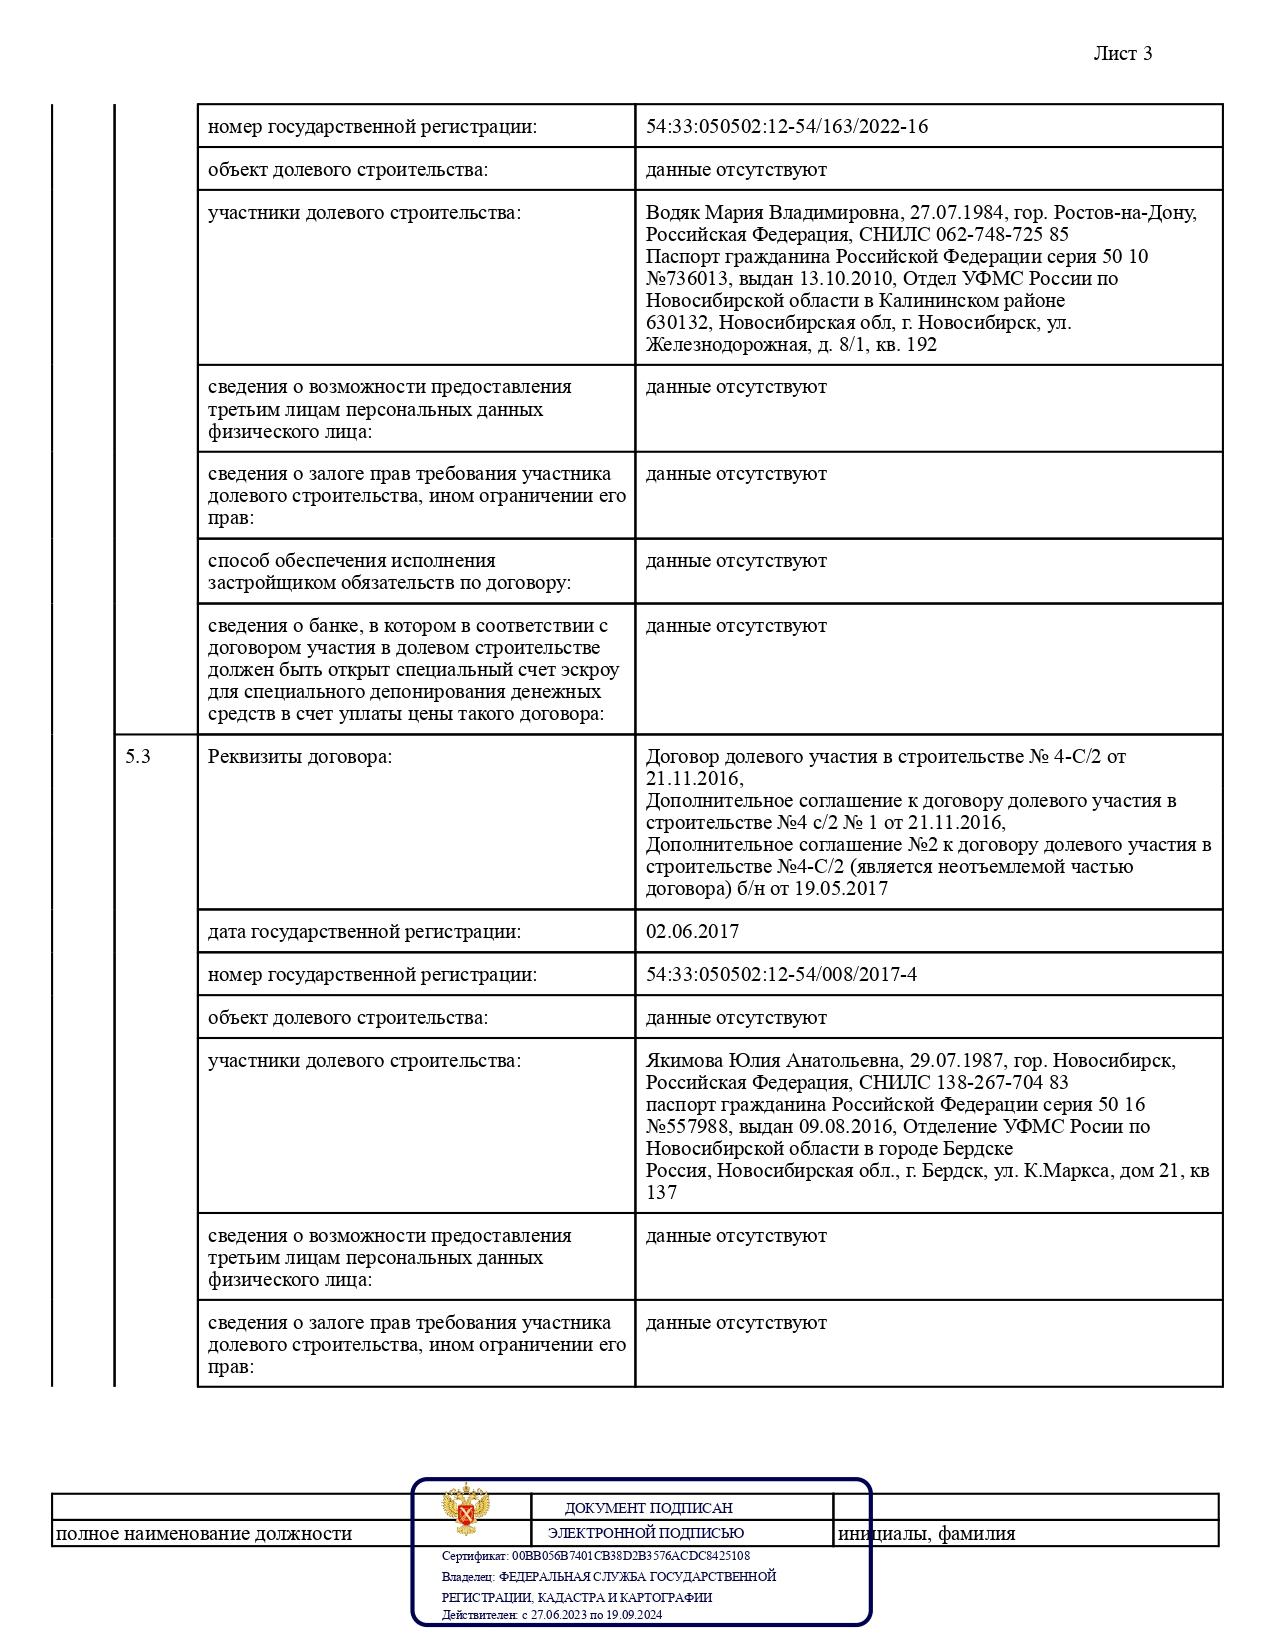 Лист 3
номер государственной регистрации:
54:33:050502:12-54/163/2022-16
объект долевого строительства:
данные отсутствуют
участники долевого строительства:
Водяк Мария Владимировна, 27.07.1984, гор. Ростов-на-Дону,
Российская Федерация, СНИЛС 062-748-725 85
Паспорт гражданина Российской Федерации серия 50 10
№736013, выдан 13.10.2010, Отдел УФМС России по
Новосибирской области в Калининском районе
630132, Новосибирская обл, г. Новосибирск, ул.
Железнодорожная, д. 8/1, кв. 192
сведения о возможности предоставления
третьим лицам персональных данных
физического лица:
данные отсутствуют
сведения о залоге прав требования участника
долевого строительства, ином ограничении его
прав:
данные отсутствуют
способ обеспечения исполнения
застройщиком обязательств по договору:
данные отсутствуют
сведения о банке, в котором в соответствии с
договором участия в долевом строительстве
должен быть открыт специальный счет эскроу
для специального депонирования денежных
средств в счет уплаты цены такого договора:
данные отсутствуют
5.3
Реквизиты договора:
Договор долевого участия в строительстве № 4-С/2 от
21.11.2016,
Дополнительное соглашение к договору долевого участия в
строительстве №4 с/2 № 1 от 21.11.2016,
Дополнительное соглашение №2 к договору долевого участия в
строительстве №4-С/2 (является неотъемлемой частью
договора) б/н от 19.05.2017
дата государственной регистрации:
02.06.2017
номер государственной регистрации:
54:33:050502:12-54/008/2017-4
объект долевого строительства:
данные отсутствуют
участники долевого строительства:
Якимова Юлия Анатольевна, 29.07.1987, гор. Новосибирск,
Российская Федерация, СНИЛС 138-267-704 83
паспорт гражданина Российской Федерации серия 50 16
№557988, выдан 09.08.2016, Отделение УФМС Росии по
Новосибирской области в городе Бердске
Россия, Новосибирская обл., г. Бердск, ул. К.Маркса, дом 21, кв
137
сведения о возможности предоставления
третьим лицам персональных данных
физического лица:
данные отсутствуют
сведения о залоге прав требования участника
долевого строительства, ином ограничении его
прав:
данные отсутствуют
ДОКУМЕНТ ПОДПИСАН
полное наименование должности
ЭЛЕКТРОННОЙ ПОДПИСЬЮ
инициалы, фамилия
Сертификат: 00BB056B7401CB38D2B3576ACDC8425108
Владелец: ФЕДЕРАЛЬНАЯ СЛУЖБА ГОСУДАРСТВЕННОЙ
РЕГИСТРАЦИИ, КАДАСТРА И КАРТОГРАФИИ
Действителен: с 27.06.2023 по 19.09.2024